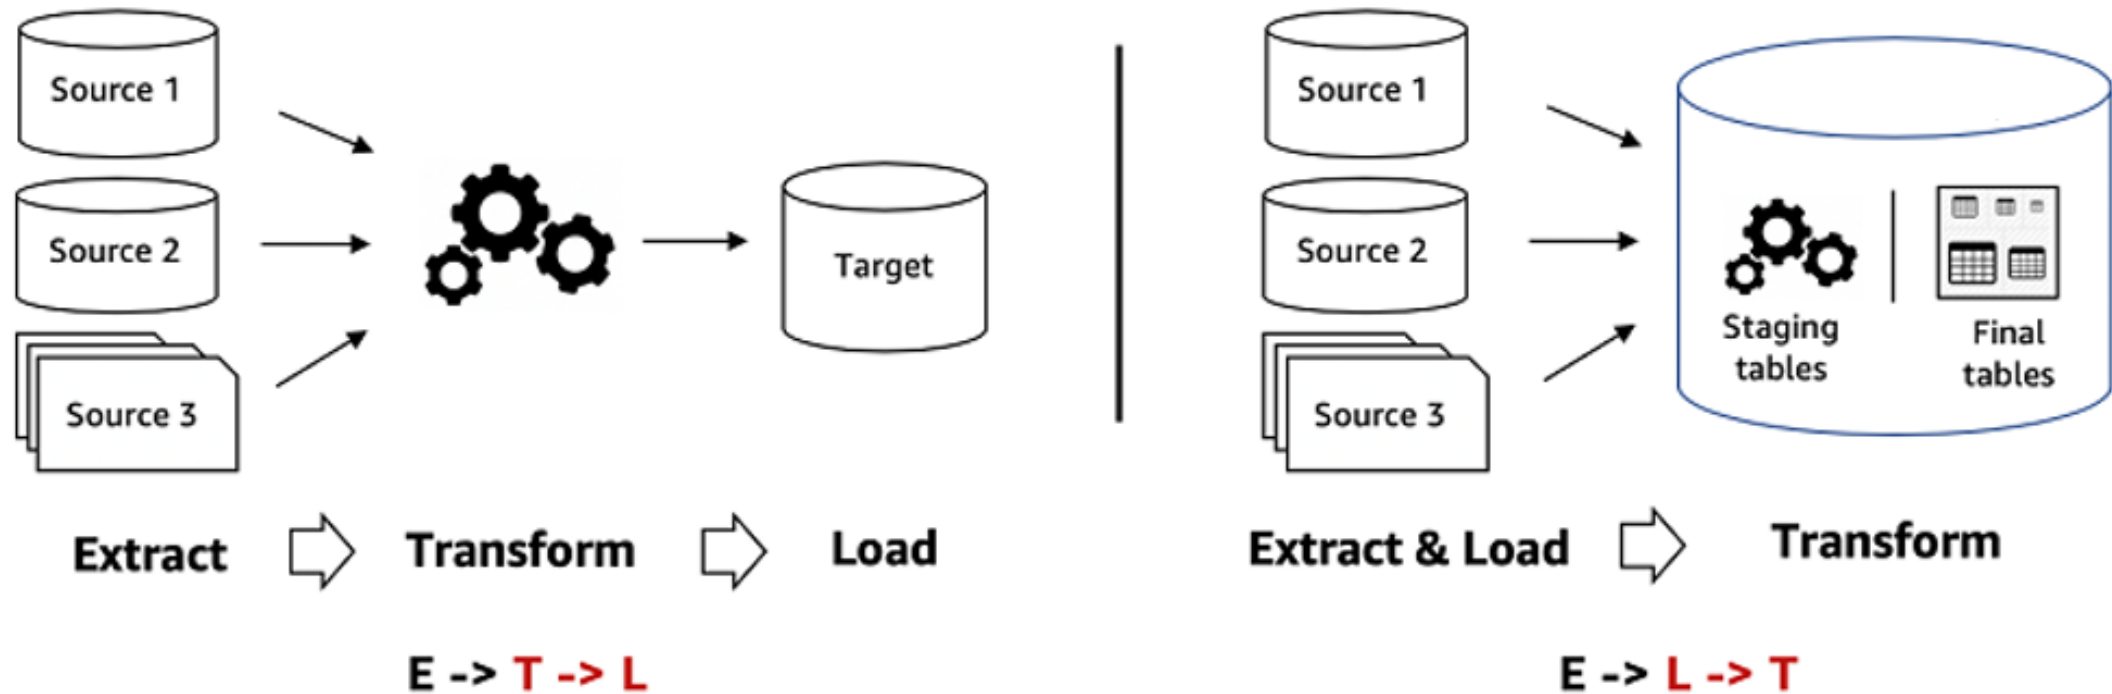 Source 1
Source 2
Source 3
Target
Extract
Transform
Load
E -> T -> L
Source 1
Source 2
Source 3
Staging
tables
Final
tables
Extract & Load
Transform
E -> L -> T